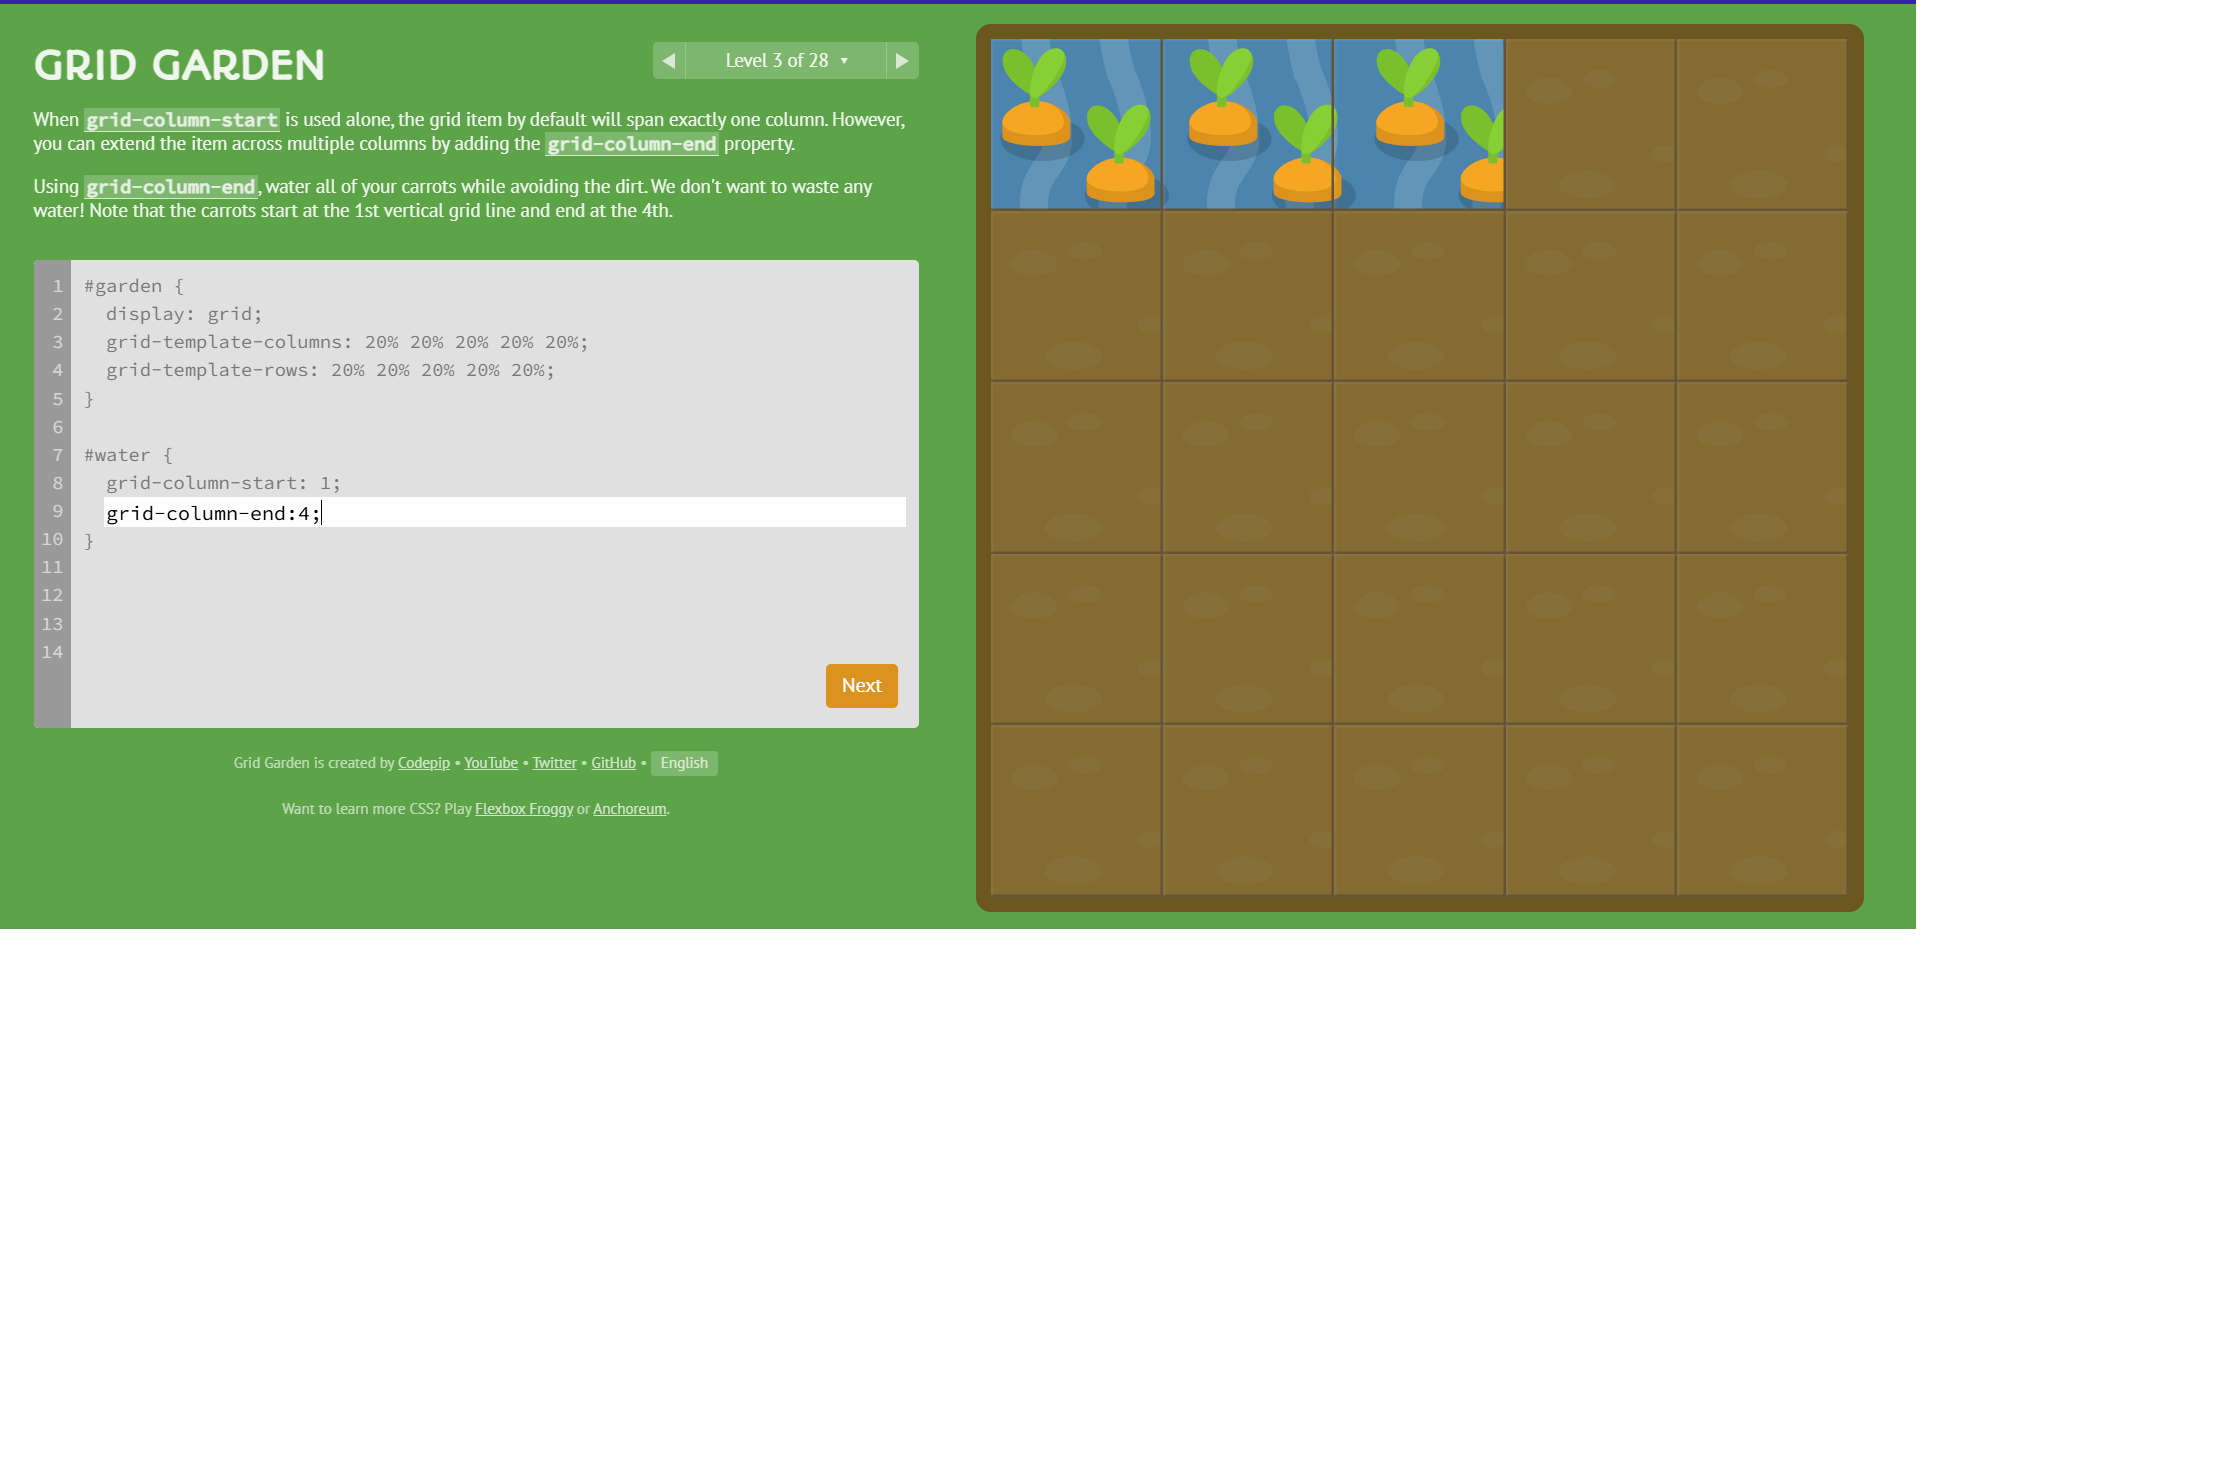 GRID GARDEN
◀ Level 3 of 28 ▼ ▶
When grid-column-start is used alone, the grid item by default will span exactly one column. However,
you can extend the item across multiple columns by adding the grid-column-end property.
Using grid-column-end, water all of your carrots while avoiding the dirt. We don't want to waste any
water! Note that the carrots start at the 1st vertical grid line and end at the 4th.
1 #garden {
2   display: grid;
3   grid-template-columns: 20% 20% 20% 20% 20%;
4   grid-template-rows: 20% 20% 20% 20% 20%;
5 }
6
7 #water {
8   grid-column-start: 1;
9   grid-column-end:4;
10 }
11
12
13
14
Next
Grid Garden is created by Codepip • YouTube • Twitter • GitHub • English
Want to learn more CSS? Play Flexbox Froggy or Anchoreum.